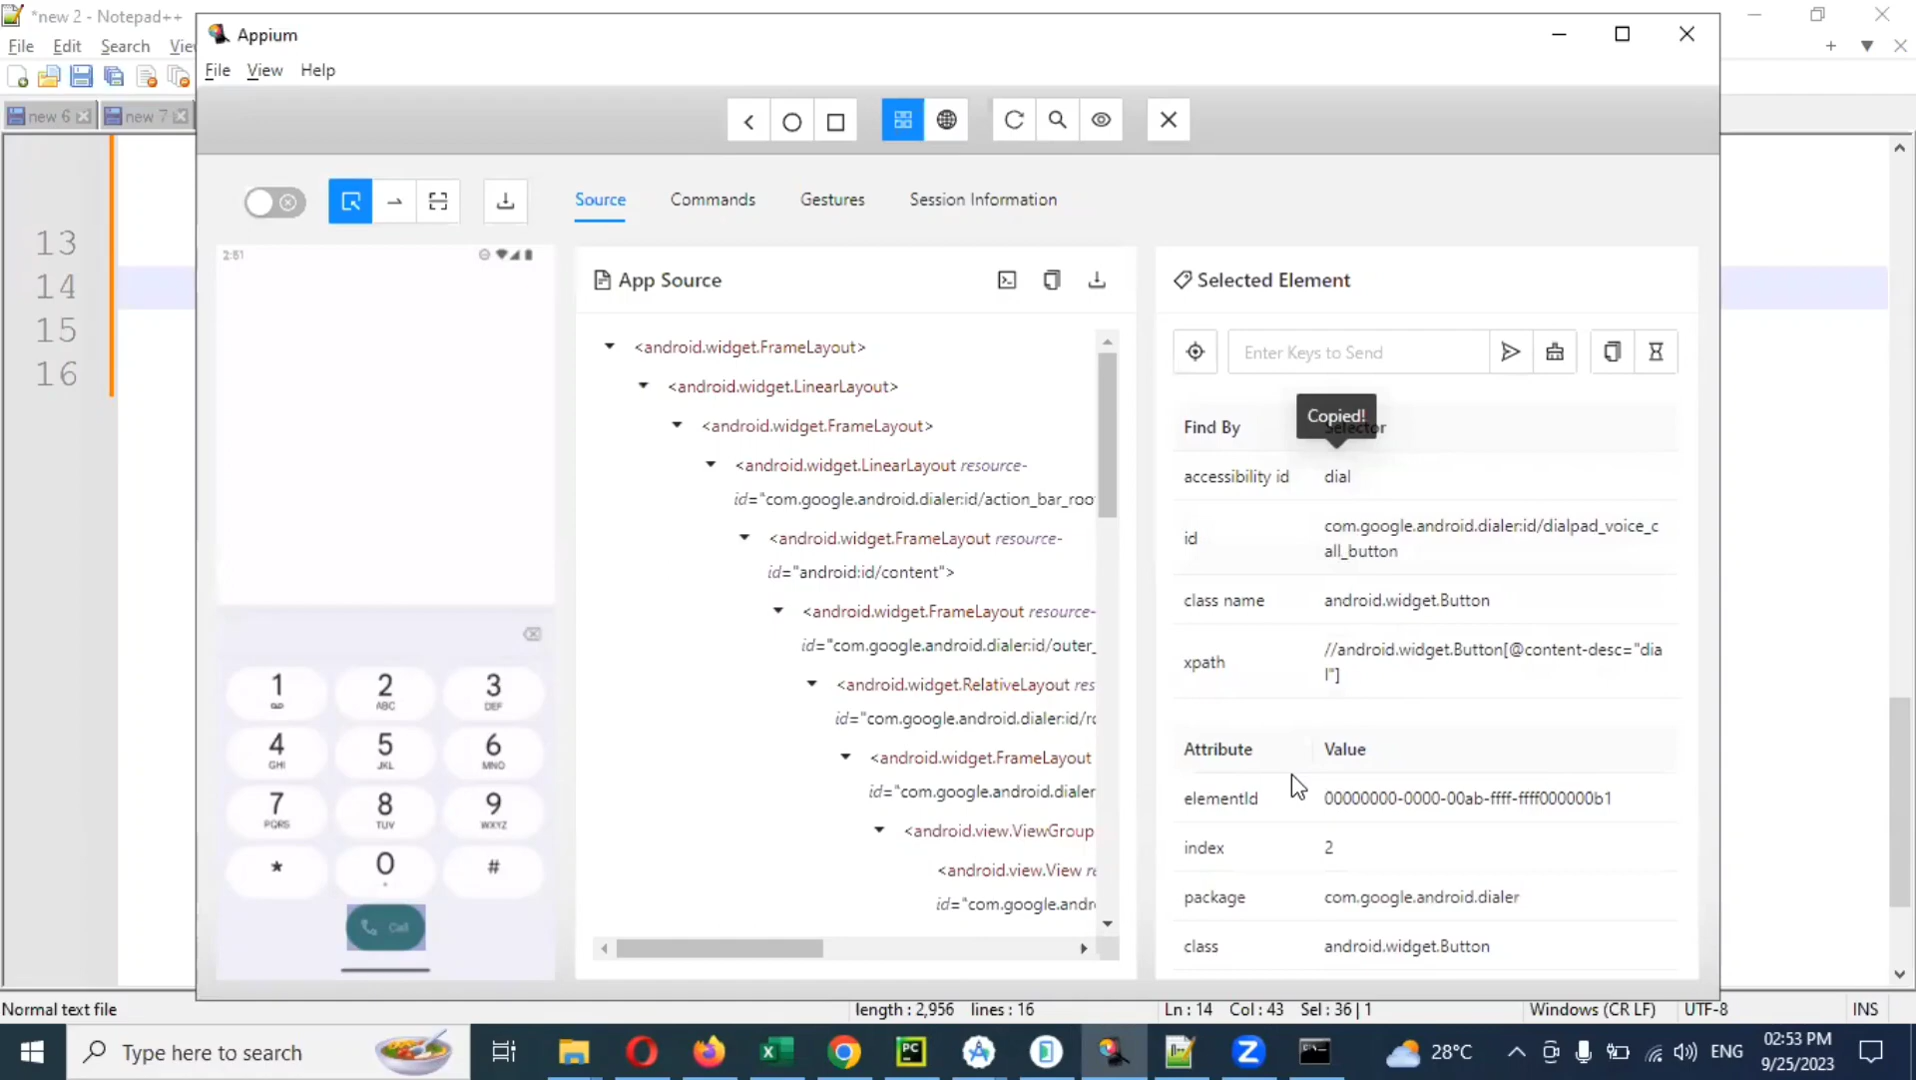 *new 2 - Notepad++
File Edit Search
new 6
new 7
13
14
15
16
Appium
File View Help
Source Commands Gestures Session Information
2:51
1
2
ABC
3
DEF
4
GHI
5
JKL
6
MNO
7
PQRS
8
TUV
9
WXYZ
*
0
#
Call
App Source
<android.widget.FrameLayout>
<android.widget.LinearLayout>
<android.widget.FrameLayout>
<android.widget.LinearLayout resource-
id="com.google.android.dialer:id/action_bar_roo
<android.widget.FrameLayout resource-
id="android:id/content">
<android.widget.FrameLayout resource-
id="com.google.android.dialer:id/outer_
<android.widget.RelativeLayout res
id="com.google.android.dialer:id/rc
<android.widget.FrameLayout
id="com.google.android.dialer
<android.view.ViewGroup
<android.view.View re
id="com.google.andr
Selected Element
Enter Keys to Send
Copied!
Find By Selector
accessibility id dial
id com.google.android.dialer:id/dialpad_voice_c
all_button
class name android.widget.Button
xpath //android.widget.Button[@content-desc="dia
l"]
Attribute Value
elementId 00000000-0000-00ab-ffff-ffff000000b1
index 2
package com.google.android.dialer
class android.widget.Button
Normal text file length : 2,956 lines : 16 Ln : 14 Col : 43 Sel : 36 | 1 Windows (CR LF) UTF-8 INS
Type here to search
28°C ENG
02:53 PM
9/25/2023